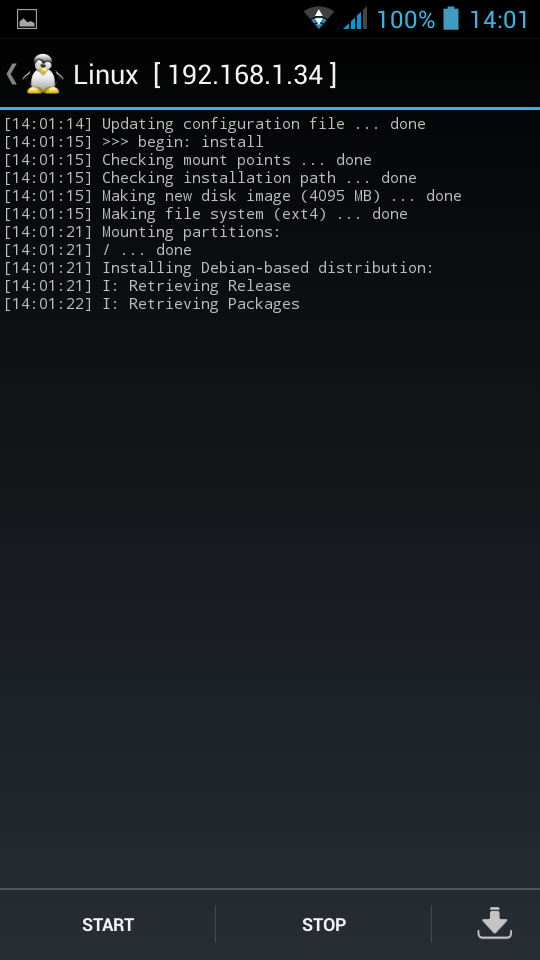 100% 14:01
Linux [ 192.168.1.34 ]
[14:01:14] Updating configuration file ... done
[14:01:15] >>> begin: install
[14:01:15] Checking mount points ... done
[14:01:15] Checking installation path ... done
[14:01:15] Making new disk image (4095 MB) ... done
[14:01:15] Making file system (ext4) ... done
[14:01:21] Mounting partitions:
[14:01:21] / ... done
[14:01:21] Installing Debian-based distribution:
[14:01:21] I: Retrieving Release
[14:01:22] I: Retrieving Packages
START STOP